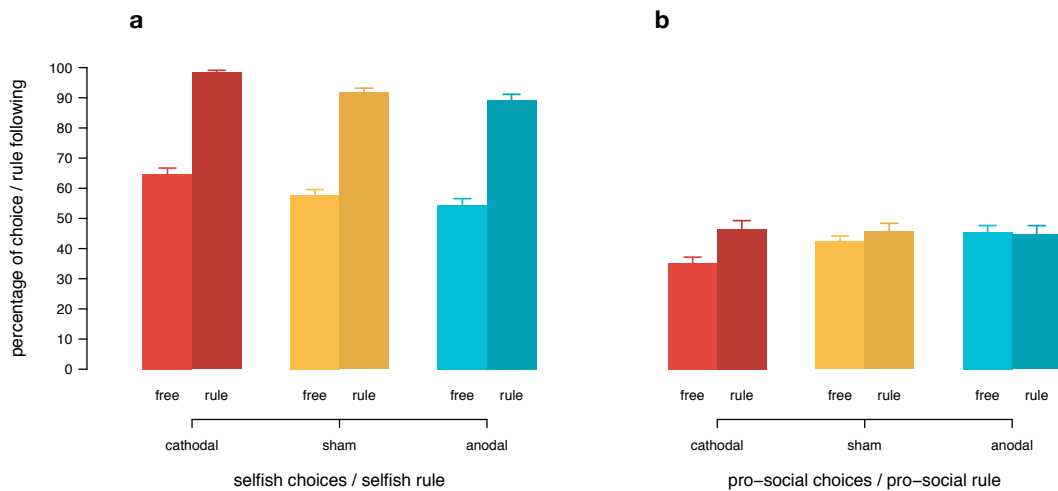 a
b
percentage of choice / rule following
100
90
80
70
60
50
40
30
20
10
0
free rule free rule free rule
cathodal sham anodal
selfish choices / selfish rule
free rule free rule free rule
cathodal sham anodal
pro−social choices / pro−social rule